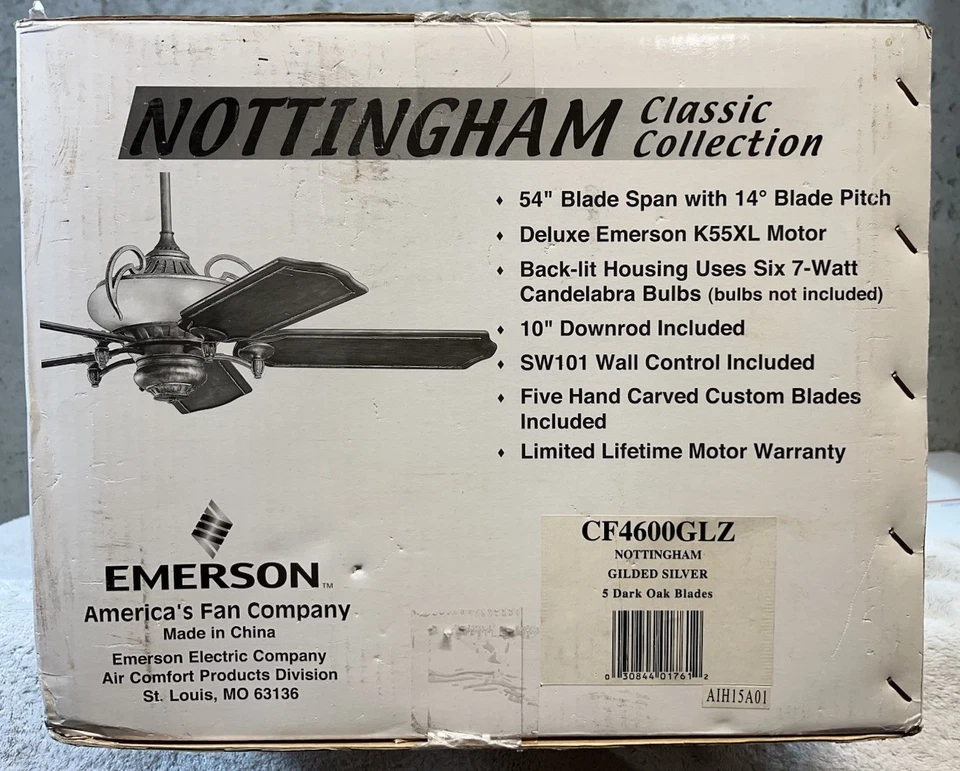 NOTTINGHAM Classic Collection
♦ 54" Blade Span with 14° Blade Pitch
♦ Deluxe Emerson K55XL Motor
♦ Back-lit Housing Uses Six 7-Watt
Candelabra Bulbs (bulbs not included)
♦ 10" Downrod Included
♦ SW101 Wall Control Included
♦ Five Hand Carved Custom Blades
Included
♦ Limited Lifetime Motor Warranty
EMERSON™
America's Fan Company
Made in China
Emerson Electric Company
Air Comfort Products Division
St. Louis, MO 63136
CF4600GLZ
NOTTINGHAM
GILDED SILVER
5 Dark Oak Blades
0 30844 01761 2
AIH15A01